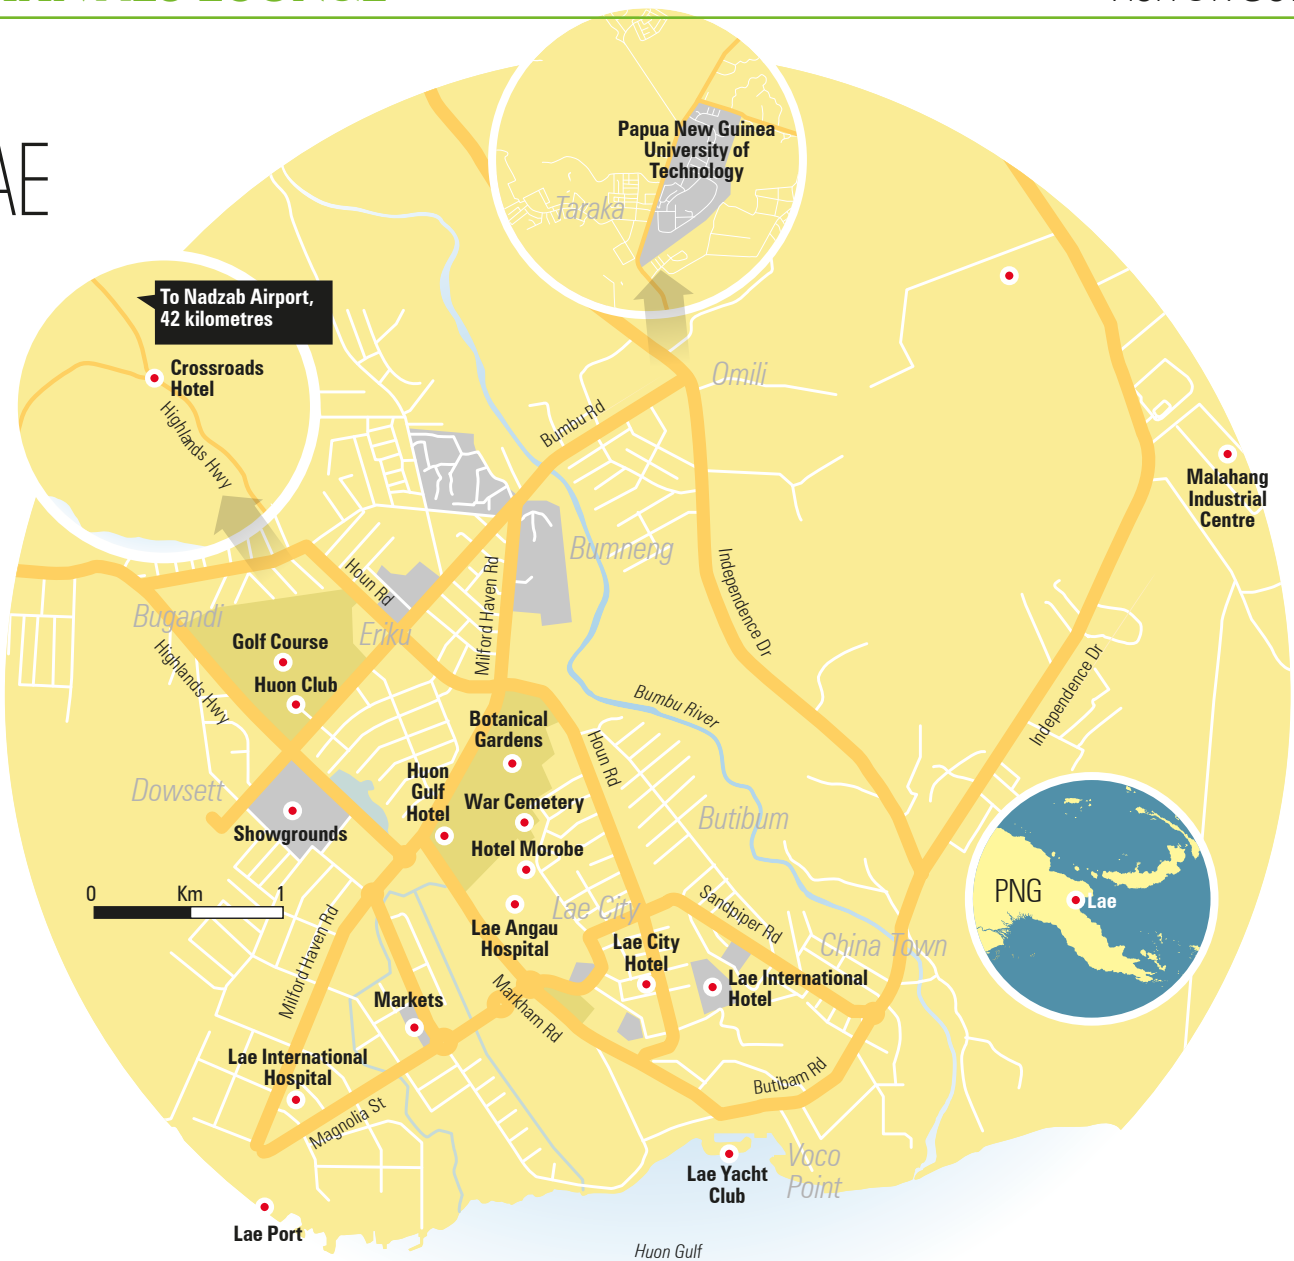 AE
Papua New Guinea
University of
Technology
Taraka
To Nadzab Airport,
42 kilometres
Crossroads
Hotel
Highlands Hwy
Omili
Bumbu Rd
Malahang
Industrial
Centre
Bumneng
Houn Rd
Milford Haven Rd
Independence Dr
Bugandi
Eriku
Golf Course
Huon Club
Highlands Hwy
Independence Dr
Bumbu River
Botanical
Gardens
Houn Rd
Huon
Gulf
Hotel
Dowsett
War Cemetery
Butibum
Showgrounds
Hotel Morobe
0 Km 1
PNG
Lae
Lae City
Sandpiper Rd
Lae Angau
Hospital
Lae City
Hotel
China Town
Milford Haven Rd
Lae International
Hotel
Markets
Markham Rd
Lae International
Hospital
Butibam Rd
Magnolia St
Voco
Point
Lae Yacht
Club
Lae Port
Huon Gulf